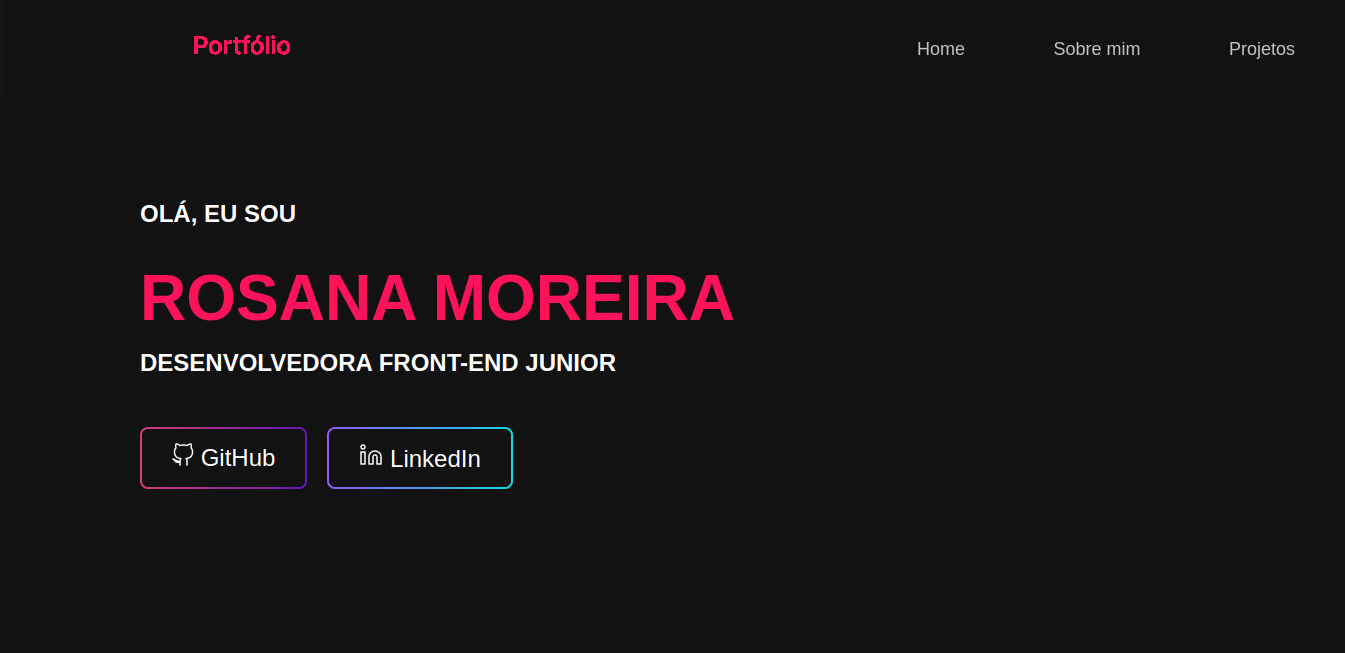 Portfólio
Home Sobre mim Projetos
OLÁ, EU SOU
ROSANA MOREIRA
DESENVOLVEDORA FRONT-END JUNIOR
GitHub LinkedIn